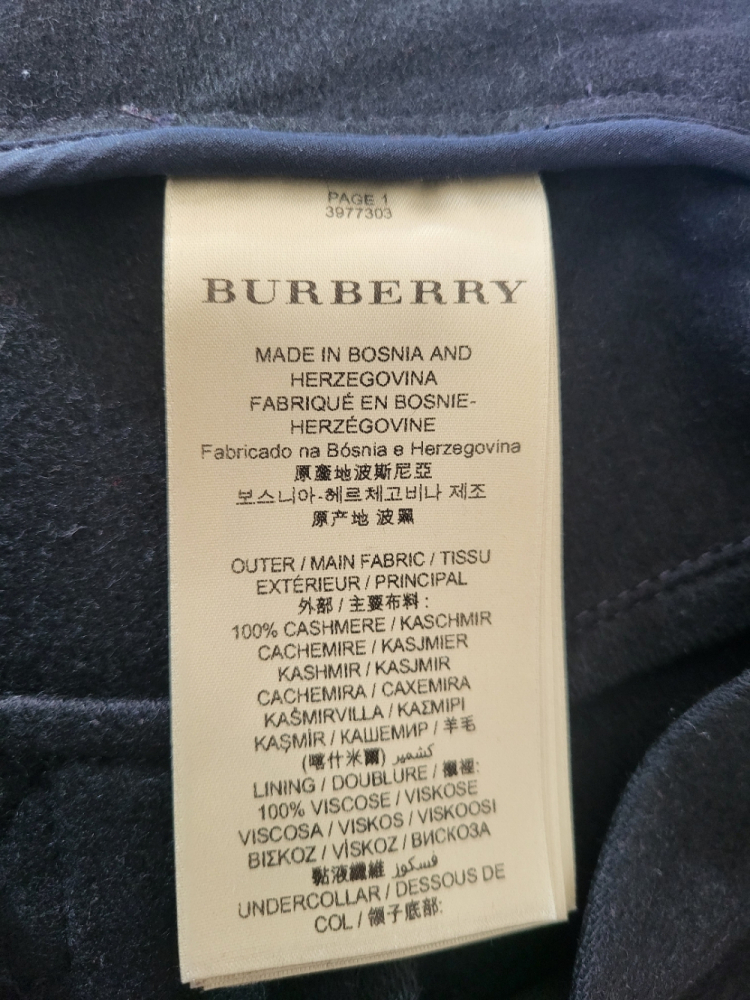 PAGE 1
3977303
BURBERRY
MADE IN BOSNIA AND
HERZEGOVINA
FABRIQUÉ EN BOSNIE-
HERZÉGOVINE
Fabricado na Bósnia e Herzegovina
原產地波斯尼亞
보스니아-헤르체고비나 제조
原产地 波黑
OUTER / MAIN FABRIC / TISSU
EXTÉRIEUR / PRINCIPAL
外部 / 主要布料 :
100% CASHMERE / KASCHMIR
CACHEMIRE / KASJMIER
KASHMIR / KASJMIR
CACHEMIRA / CAXEMIRA
KAŠMIRVILLA / ΚΑΣΜΙΡΙ
KAŞMİR / КАШЕМИР / 羊毛
(喀什米爾) كشمير
LINING / DOUBLURE / 襯裡:
100% VISCOSE / VISKOSE
VISCOSA / VISKOS / VISKOOSI
ΒΙΣΚΟΖ / VİSKOZ / ВИСКОЗА
黏液纖維 فسكوز
UNDERCOLLAR / DESSOUS DE
COL / 領子底部: